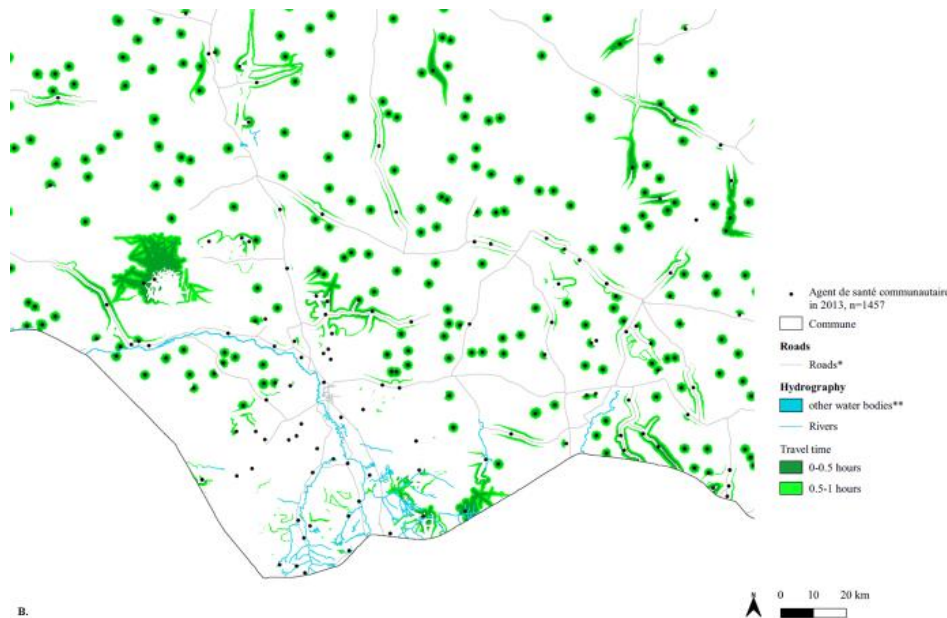 Agent de santé communautaire
in 2013, n=1457
Commune
Roads
Roads*
Hydrography
other water bodies**
Rivers
Travel time
0-0.5 hours
0.5-1 hours
B.
N
0 10 20 km